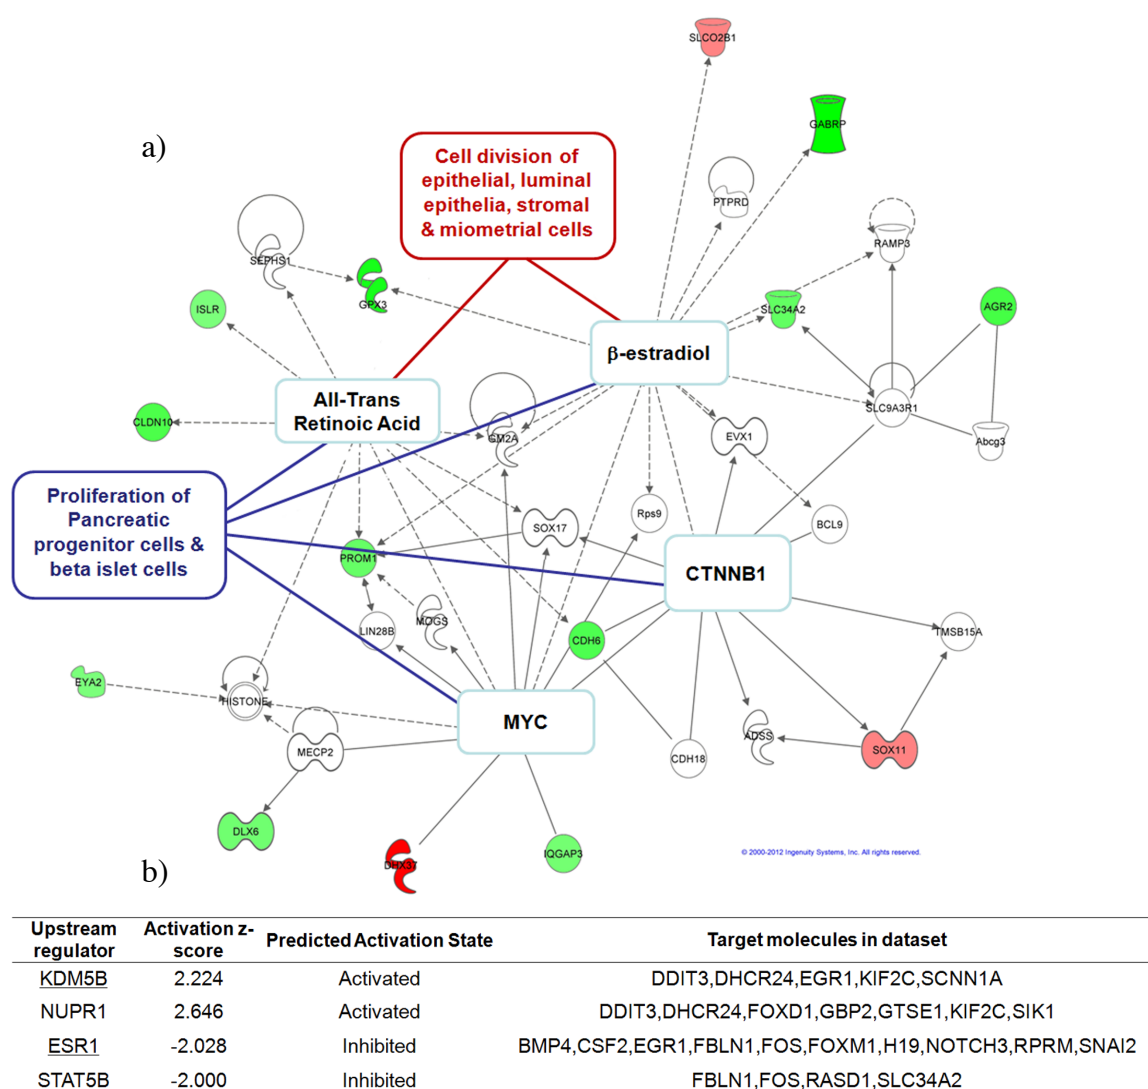 SLCO2B1
GABRP
a)
Cell division of
epithelial, luminal
epithelia, stromal
& miometrial cells
PTPRD
RAMP3
SEPHS1
GPX3
ISLR
SLC34A2
AGR2
β-estradiol
All-Trans
Retinoic Acid
CLDN10
GM2A
SLC9A3R1
EVX1
Abcg3
Proliferation of
Pancreatic
progenitor cells &
beta islet cells
Rps9
BCL9
SOX17
PROM1
CTNNB1
LIN28B
MOGS
CDH6
TMSB15A
EYA2
HISTONE
MYC
MECP2
ADSS
SOX11
CDH18
DLX6
DHX37
IQGAP3
© 2000-2012 Ingenuity Systems, Inc. All rights reserved.
b)
Upstream regulator Activation z-score Predicted Activation State Target molecules in dataset
KDM5B 2.224 Activated DDIT3,DHCR24,EGR1,KIF2C,SCNN1A
NUPR1 2.646 Activated DDIT3,DHCR24,FOXD1,GBP2,GTSE1,KIF2C,SIK1
ESR1 -2.028 Inhibited BMP4,CSF2,EGR1,FBLN1,FOS,FOXM1,H19,NOTCH3,RPRM,SNAI2
STAT5B -2.000 Inhibited FBLN1,FOS,RASD1,SLC34A2